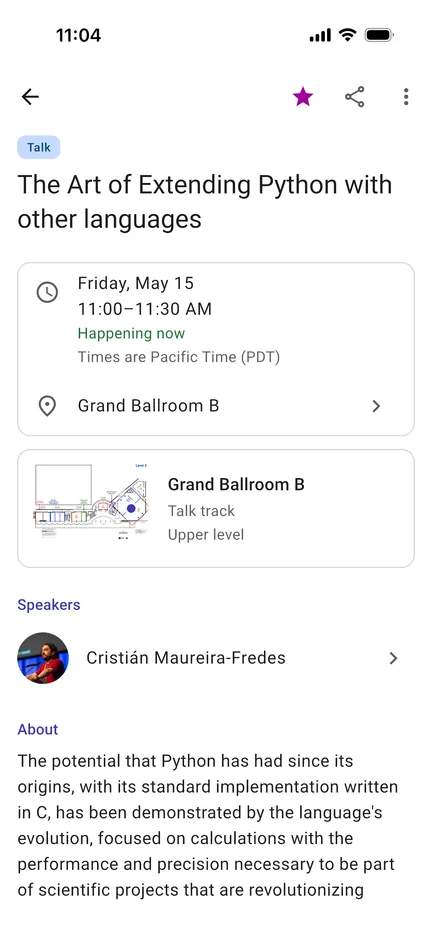 11:04
Talk
The Art of Extending Python with
other languages
Friday, May 15
11:00–11:30 AM
Happening now
Times are Pacific Time (PDT)
Grand Ballroom B
Level 2
Grand Ballroom B
Talk track
Upper level
Speakers
Cristián Maureira-Fredes
About
The potential that Python has had since its
origins, with its standard implementation written
in C, has been demonstrated by the language's
evolution, focused on calculations with the
performance and precision necessary to be part
of scientific projects that are revolutionizing